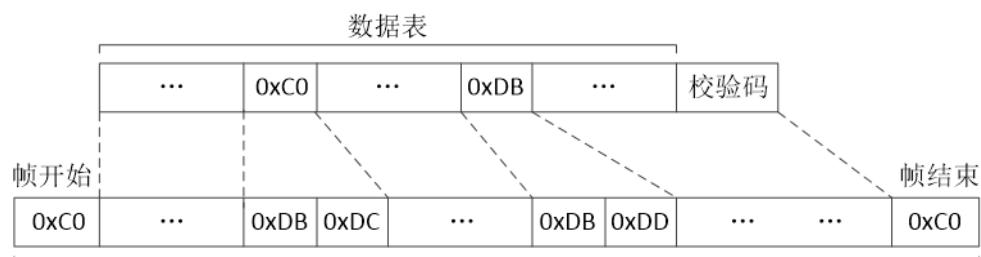 数据表
… 0xC0 … 0xDB … 校验码
帧开始 帧结束
0xC0 … 0xDB 0xDC … 0xDB 0xDD … … 0xC0